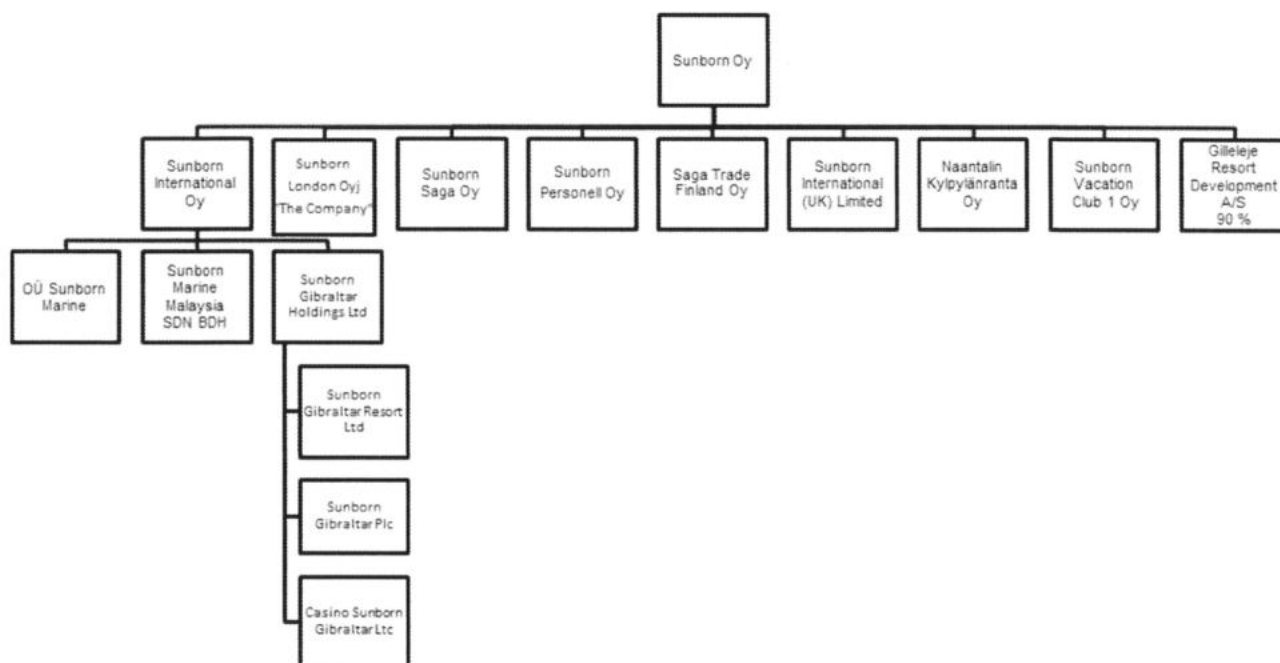 Sunborn Oy
Sunborn
International
Oy
Sunborn
London Oyj
"The Company"
Sunborn
Saga Oy
Sunborn
Personell Oy
Saga Trade
Finland Oy
Sunborn
International
(UK) Limited
Naantalin
Kylpylänranta
Oy
Sunborn
Vacation
Club 1 Oy
Gilleleje
Resort
Development
A/S
90 %
OÜ Sunborn
Marine
Sunborn
Marine
Malaysia
SDN BDH
Sunborn
Gibraltar
Holdings Ltd
Sunborn
Gibraltar Resort
Ltd
Sunborn
Gibraltar Plc
Casino Sunborn
Gibraltar Ltc